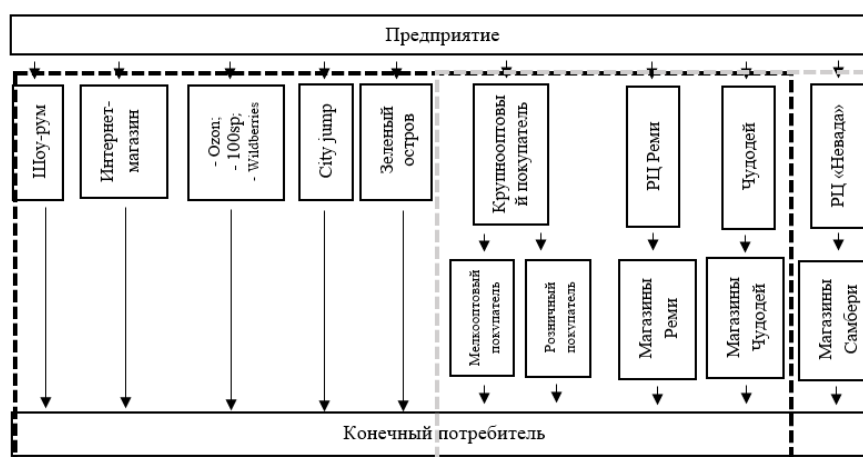 Предприятие
Шоу-рум
Интернет-
магазин
- Ozon;
- 100sp;
- Wildberries
City jump
Зеленый
остров
Крупнооптовы
й покупатель
РЦ Реми
Чудодей
РЦ «Невада»
Мелкооптовый
покупатель
Розничный
покупатель
Магазины
Реми
Магазины
Чудодей
Магазины
Самбери
Конечный потребитель